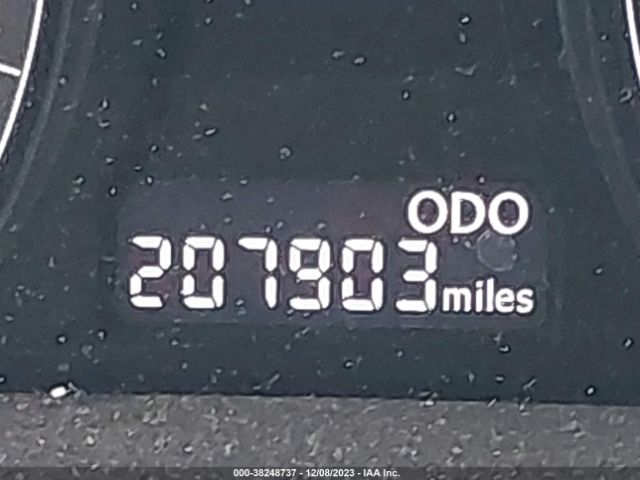 ODO
207903 miles
000-38248737 - 12/08/2023 - IAA Inc.